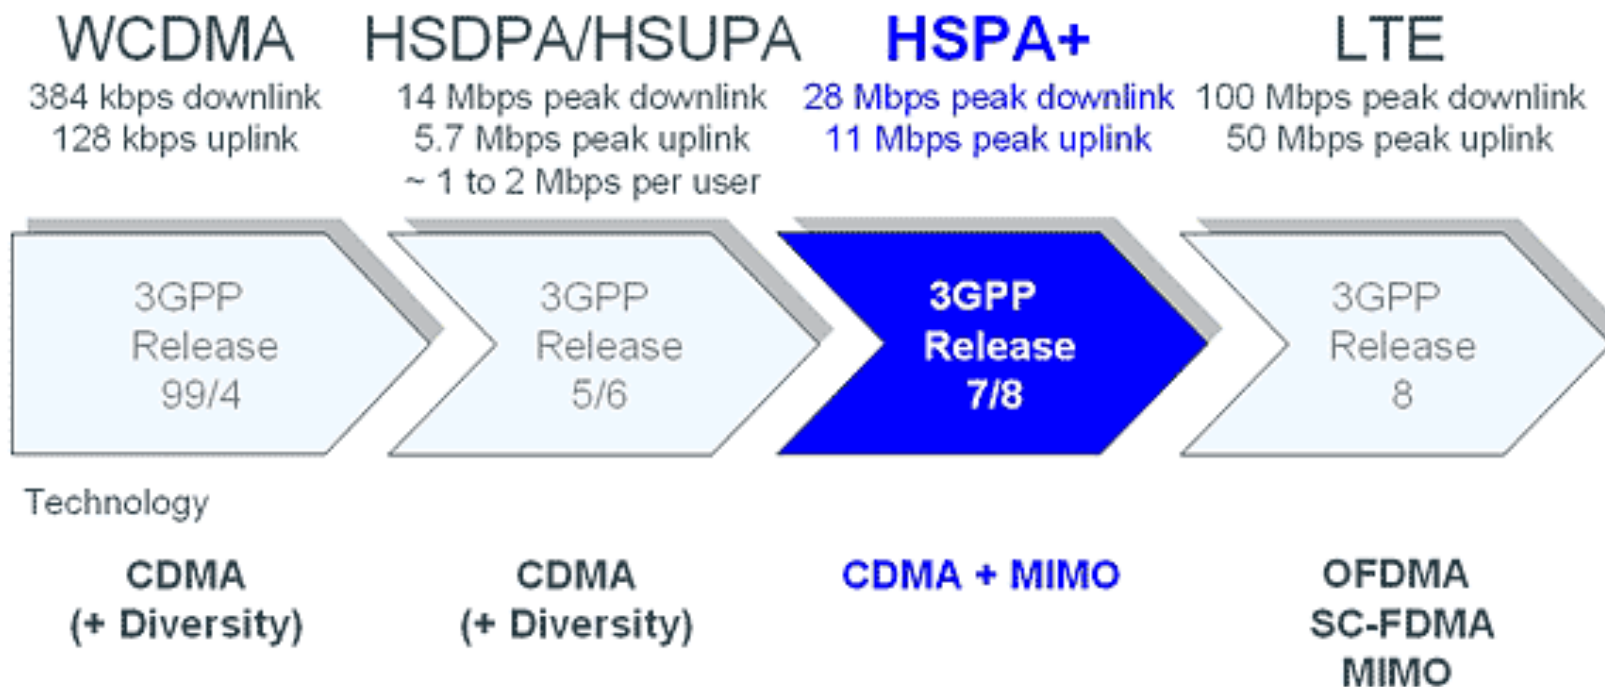 WCDMA
384 kbps downlink
128 kbps uplink
HSDPA/HSUPA
14 Mbps peak downlink
5.7 Mbps peak uplink
~ 1 to 2 Mbps per user
HSPA+
28 Mbps peak downlink
11 Mbps peak uplink
LTE
100 Mbps peak downlink
50 Mbps peak uplink
3GPP
Release
99/4
3GPP
Release
5/6
3GPP
Release
7/8
3GPP
Release
8
Technology
CDMA
(+ Diversity)
CDMA
(+ Diversity)
CDMA + MIMO
OFDMA
SC-FDMA
MIMO